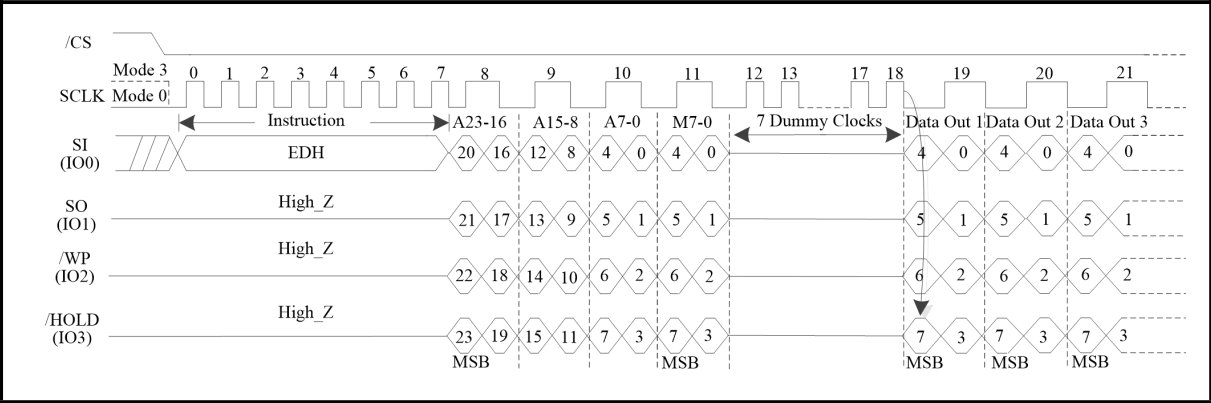 /CS
Mode 3 0 1 2 3 4 5 6 7 8 9 10 11 12 13 17 18 19 20 21
SCLK Mode 0
Instruction A23-16 A15-8 A7-0 M7-0 7 Dummy Clocks Data Out 1 Data Out 2 Data Out 3
SI
(IO0) EDH 20 16 12 8 4 0 4 0 4 0 4 0 4 0
High_Z
SO
(IO1) 21 17 13 9 5 1 5 1 5 1 5 1 5 1
High_Z
/WP
(IO2) 22 18 14 10 6 2 6 2 6 2 6 2 6 2
High_Z
/HOLD
(IO3) 23 19 15 11 7 3 7 3 7 3 7 3 7 3
MSB MSB MSB MSB MSB